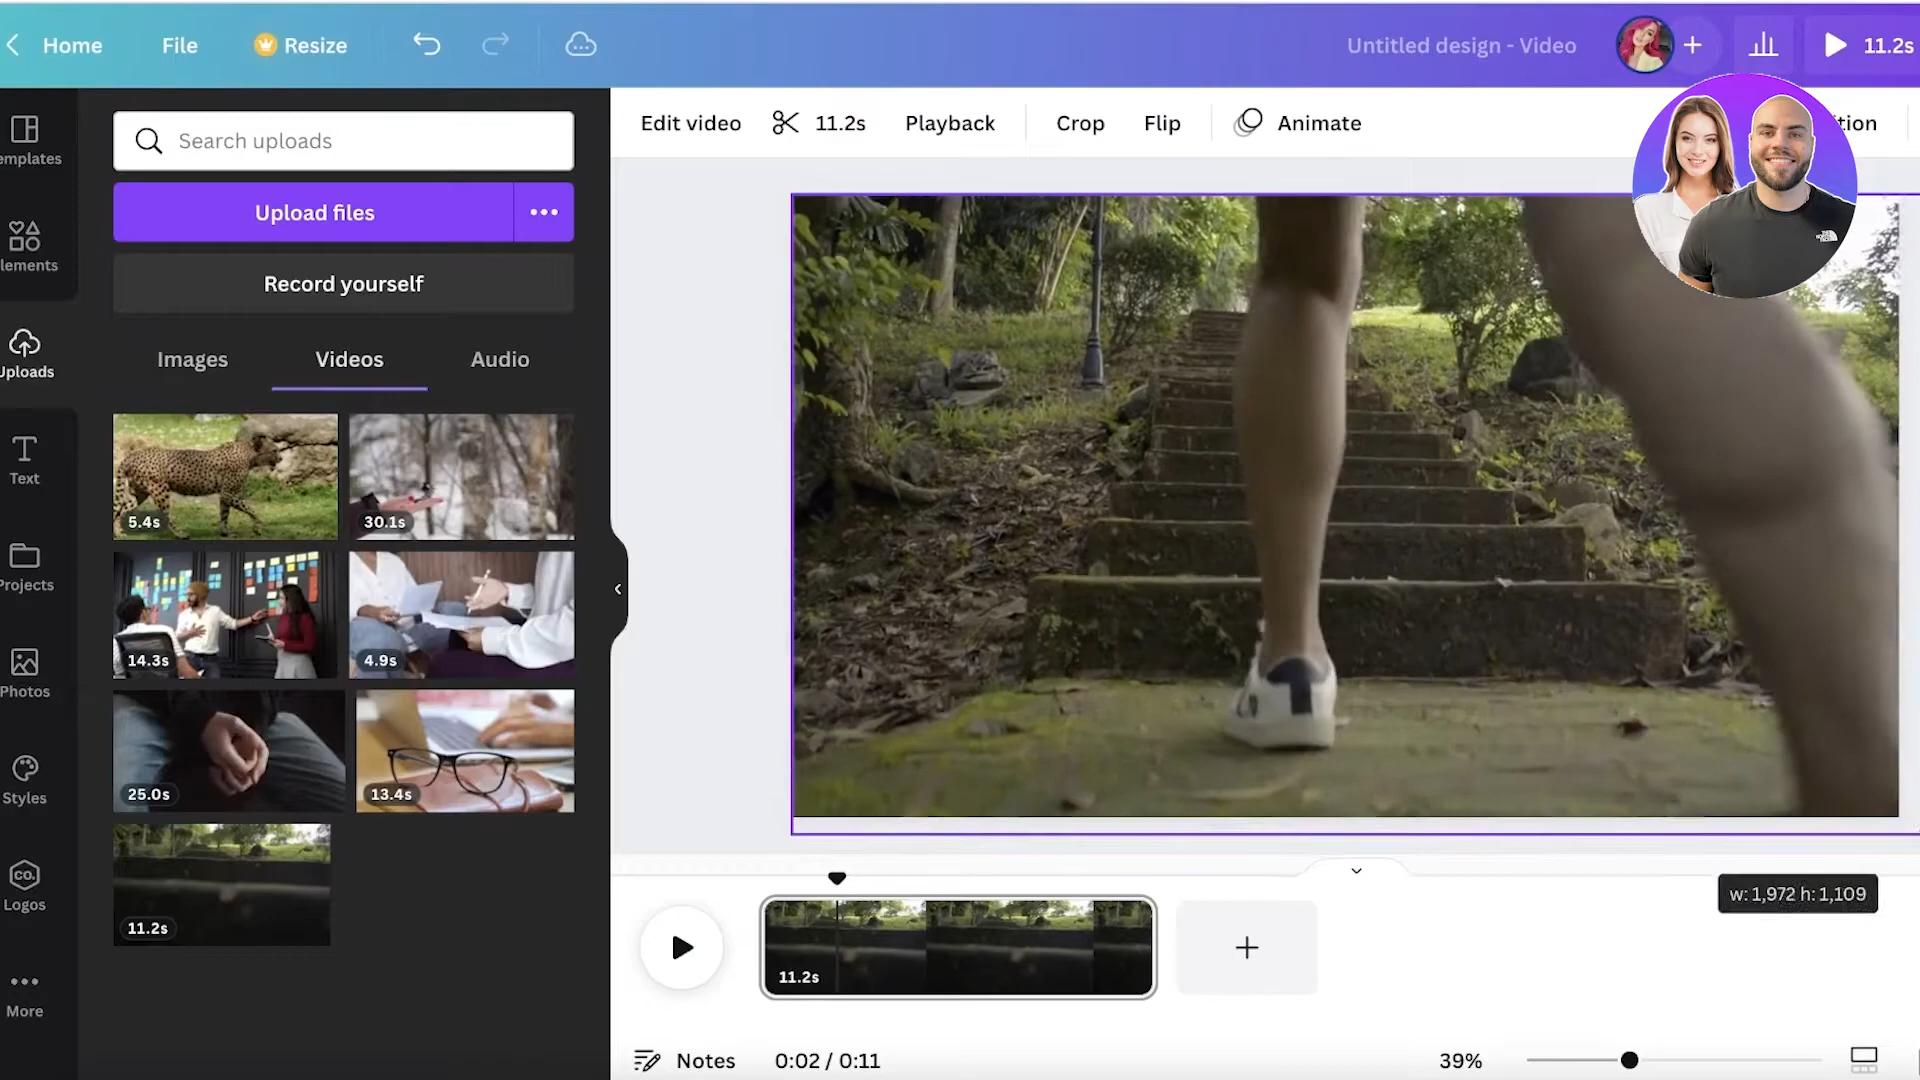 Home
File
Resize
Untitled design - Video
11.2s
Search uploads
Upload files
Record yourself
Images
Videos
Audio
5.4s
30.1s
14.3s
4.9s
25.0s
13.4s
11.2s
emplates
lements
Uploads
Text
Projects
Photos
Styles
CO.
Logos
More
Edit video
11.2s
Playback
Crop
Flip
Animate
tion
w: 1,972 h: 1,109
11.2s
Notes
0:02 / 0:11
39%